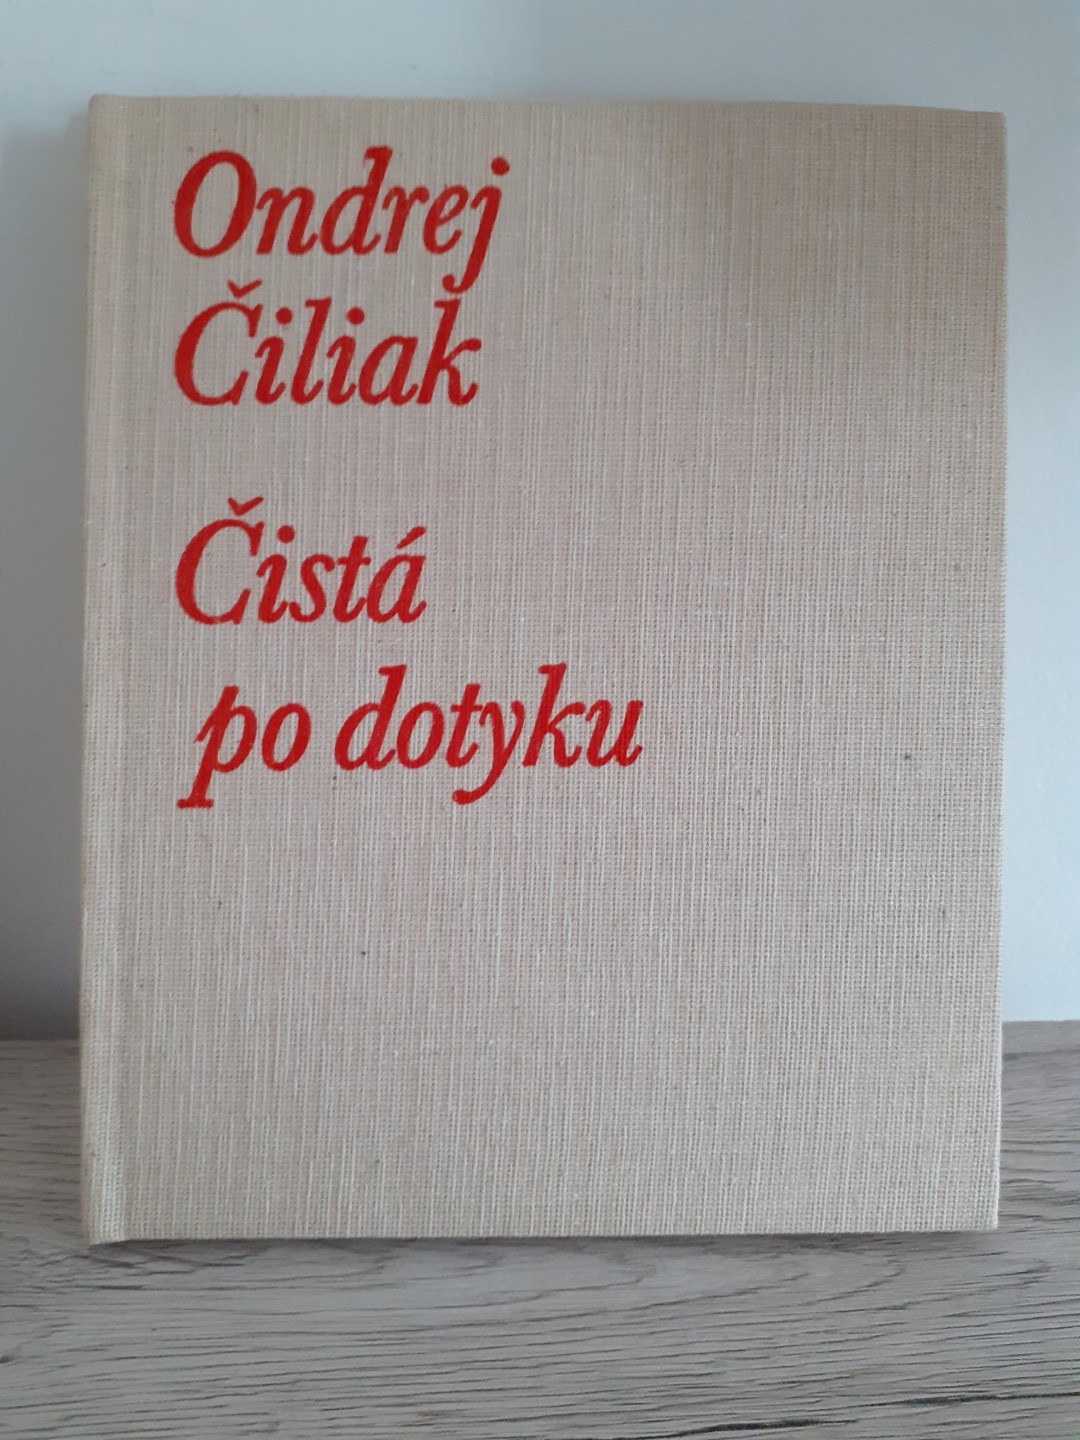 Ondrej
Čiliak
Čistá
po dotyku